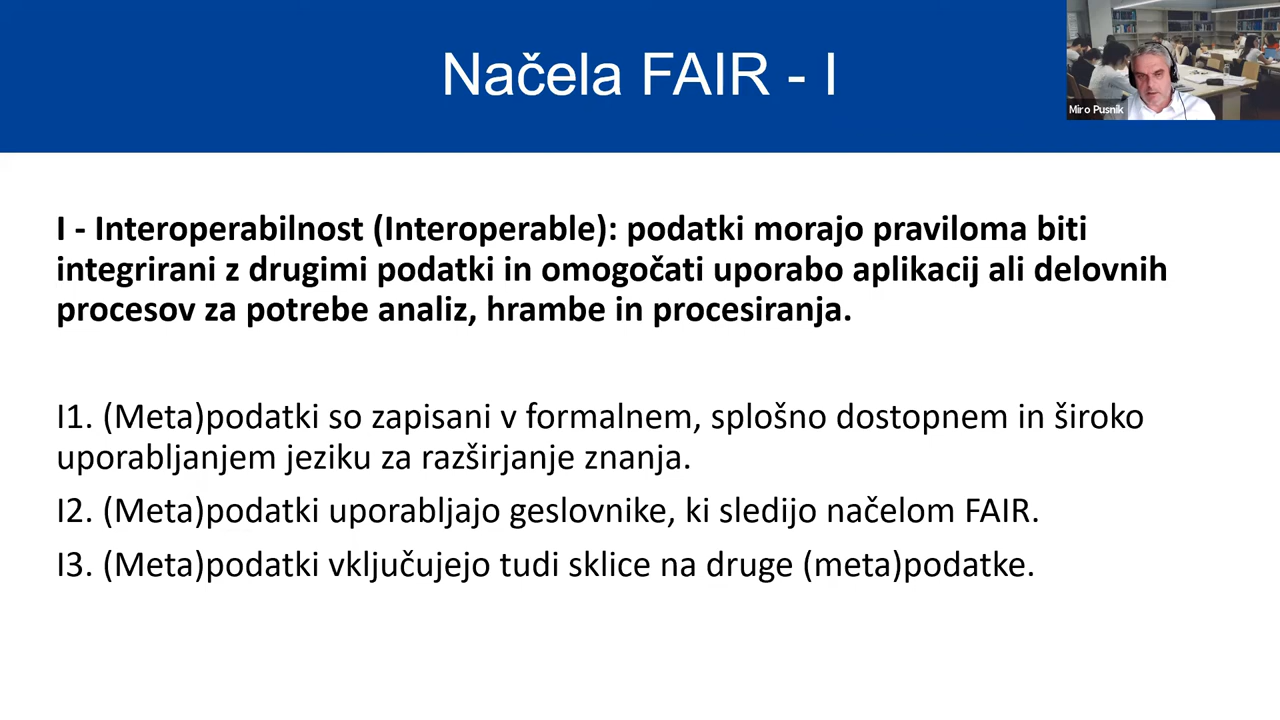 Načela FAIR - I
Miro Pusnik
I - Interoperabilnost (Interoperable): podatki morajo praviloma biti
integrirani z drugimi podatki in omogočati uporabo aplikacij ali delovnih
procesov za potrebe analiz, hrambe in procesiranja.
I1. (Meta)podatki so zapisani v formalnem, splošno dostopnem in široko
uporabljanjem jeziku za razširjanje znanja.
I2. (Meta)podatki uporabljajo geslovnike, ki sledijo načelom FAIR.
I3. (Meta)podatki vključujejo tudi sklice na druge (meta)podatke.